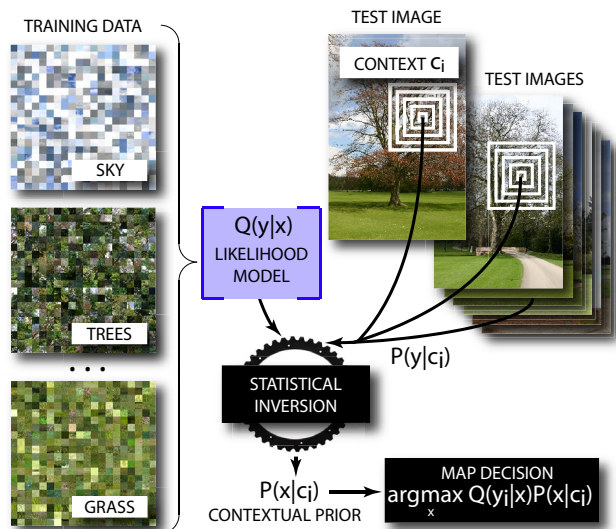 TRAINING DATA
SKY
TREES
...
GRASS
Q(y|x)
LIKELIHOOD
MODEL
TEST IMAGE
CONTEXT cᵢ
TEST IMAGES
P(y|cᵢ)
STATISTICAL
INVERSION
P(x|cᵢ)
CONTEXTUAL PRIOR
MAP DECISION
argmax Q(yᵢ|x)P(x|cᵢ)
x